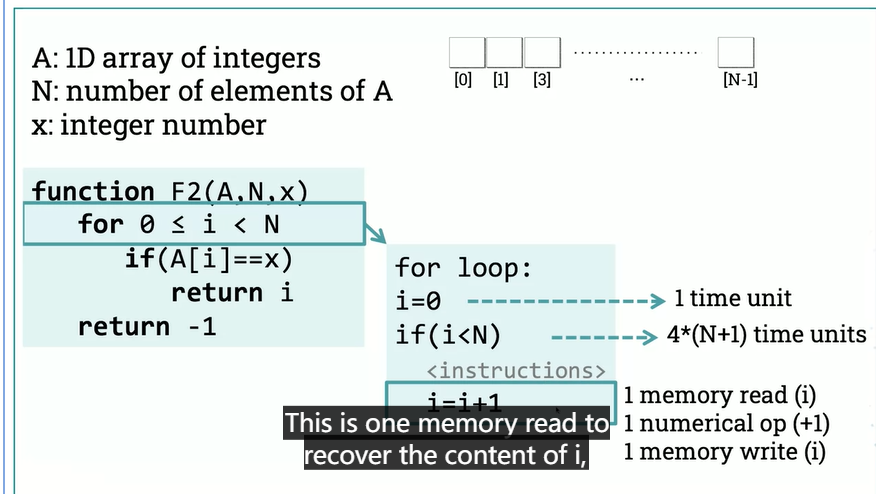 A: 1D array of integers
N: number of elements of A
x: integer number
[0] [1] [3] ... [N-1]
function F2(A,N,x)
for 0 ≤ i < N
if(A[i]==x)
return i
return -1
for loop:
i=0
1 time unit
if(i<N)
4*(N+1) time units
<instructions>
i=i+1
1 memory read (i)
1 numerical op (+1)
1 memory write (i)
This is one memory read to
recover the content of i,